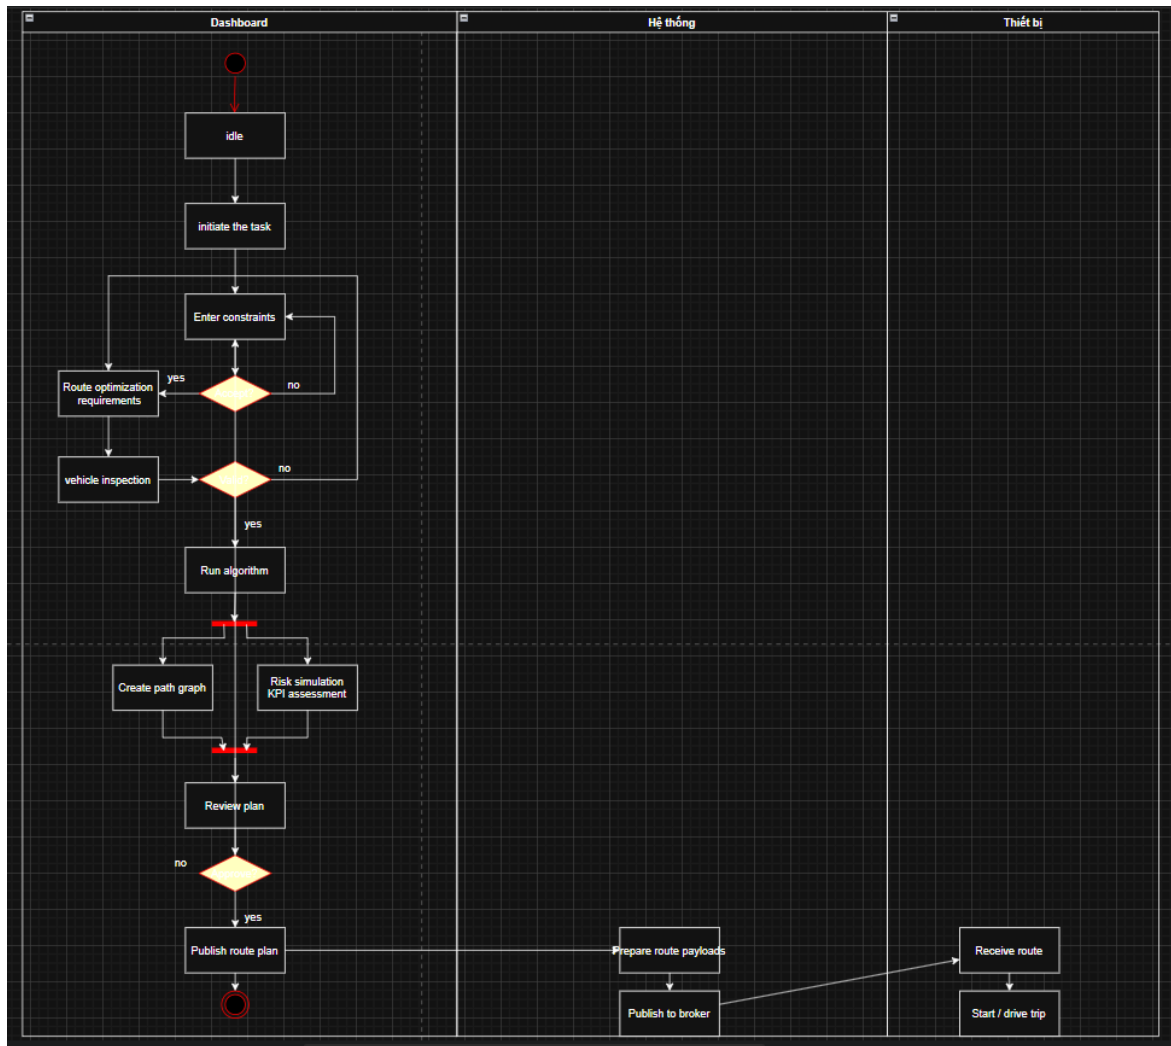 Dashboard
Hệ thống
Thiết bị
idle
initiate the task
Enter constraints
Route optimization
requirements
yes
no
vehicle inspection
no
yes
Run algorithm
Create path graph
Risk simulation
KPI assessment
Review plan
no
yes
Publish route plan
Prepare route payloads
Receive route
Publish to broker
Start / drive trip